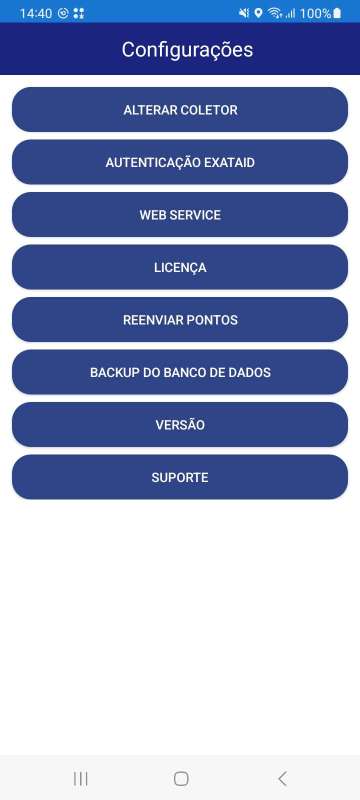 14:40
100%
Configurações
ALTERAR COLETOR
AUTENTICAÇÃO EXATAID
WEB SERVICE
LICENÇA
REENVIAR PONTOS
BACKUP DO BANCO DE DADOS
VERSÃO
SUPORTE